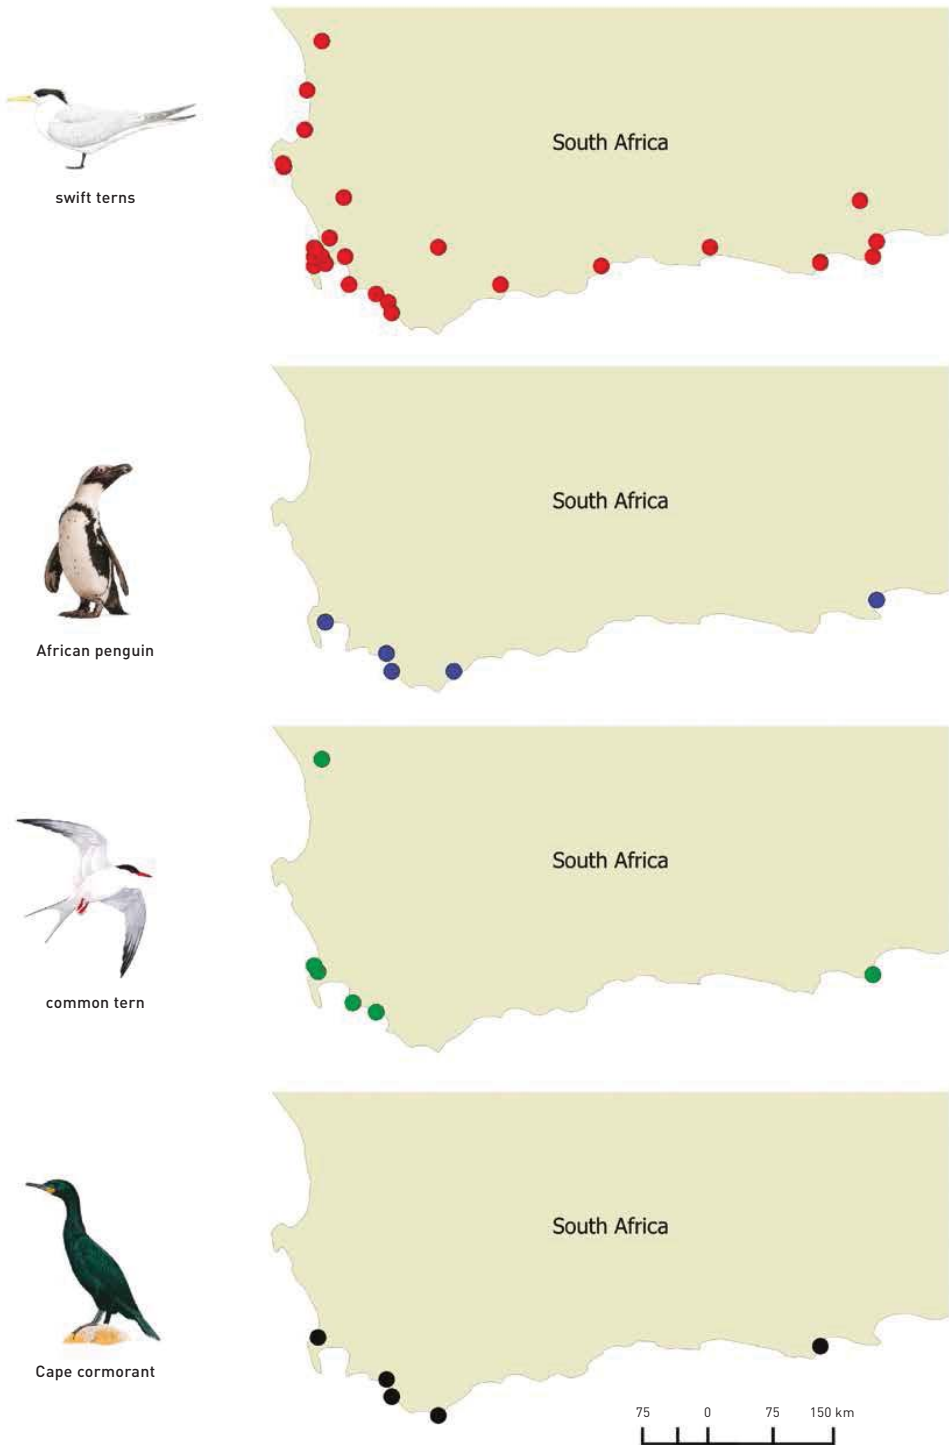 South Africa
swift terns
South Africa
African penguin
South Africa
common tern
South Africa
Cape cormorant
75 0 75 150 km